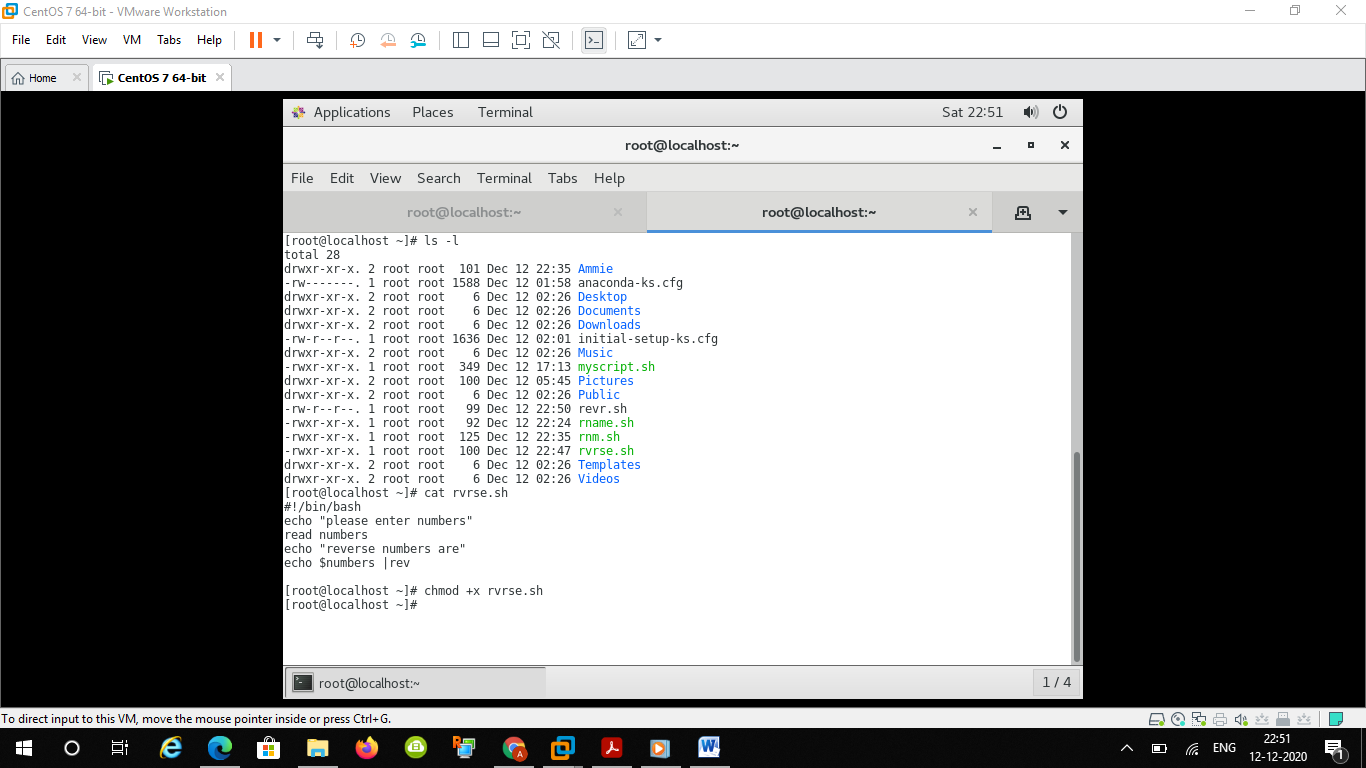 CentOS 7 64-bit - VMware Workstation
File Edit View VM Tabs Help
Home CentOS 7 64-bit
Applications Places Terminal Sat 22:51
root@localhost:~
File Edit View Search Terminal Tabs Help
root@localhost:~ root@localhost:~
[root@localhost ~]# ls -l
total 28
drwxr-xr-x. 2 root root  101 Dec 12 22:35 Ammie
-rw-------. 1 root root 1588 Dec 12 01:58 anaconda-ks.cfg
drwxr-xr-x. 2 root root    6 Dec 12 02:26 Desktop
drwxr-xr-x. 2 root root    6 Dec 12 02:26 Documents
drwxr-xr-x. 2 root root    6 Dec 12 02:26 Downloads
-rw-r--r--. 1 root root 1636 Dec 12 02:01 initial-setup-ks.cfg
drwxr-xr-x. 2 root root    6 Dec 12 02:26 Music
-rwxr-xr-x. 1 root root  349 Dec 12 17:13 myscript.sh
drwxr-xr-x. 2 root root  100 Dec 12 05:45 Pictures
drwxr-xr-x. 2 root root    6 Dec 12 02:26 Public
-rw-r--r--. 1 root root   99 Dec 12 22:50 revr.sh
-rwxr-xr-x. 1 root root   92 Dec 12 22:24 rname.sh
-rwxr-xr-x. 1 root root  125 Dec 12 22:35 rnm.sh
-rwxr-xr-x. 1 root root  100 Dec 12 22:47 rvrse.sh
drwxr-xr-x. 2 root root    6 Dec 12 02:26 Templates
drwxr-xr-x. 2 root root    6 Dec 12 02:26 Videos
[root@localhost ~]# cat rvrse.sh
#!/bin/bash
echo "please enter numbers"
read numbers
echo "reverse numbers are"
echo $numbers |rev
[root@localhost ~]# chmod +x rvrse.sh
[root@localhost ~]#
root@localhost:~ 1 / 4
To direct input to this VM, move the mouse pointer inside or press Ctrl+G.
ENG 22:51
12-12-2020 1